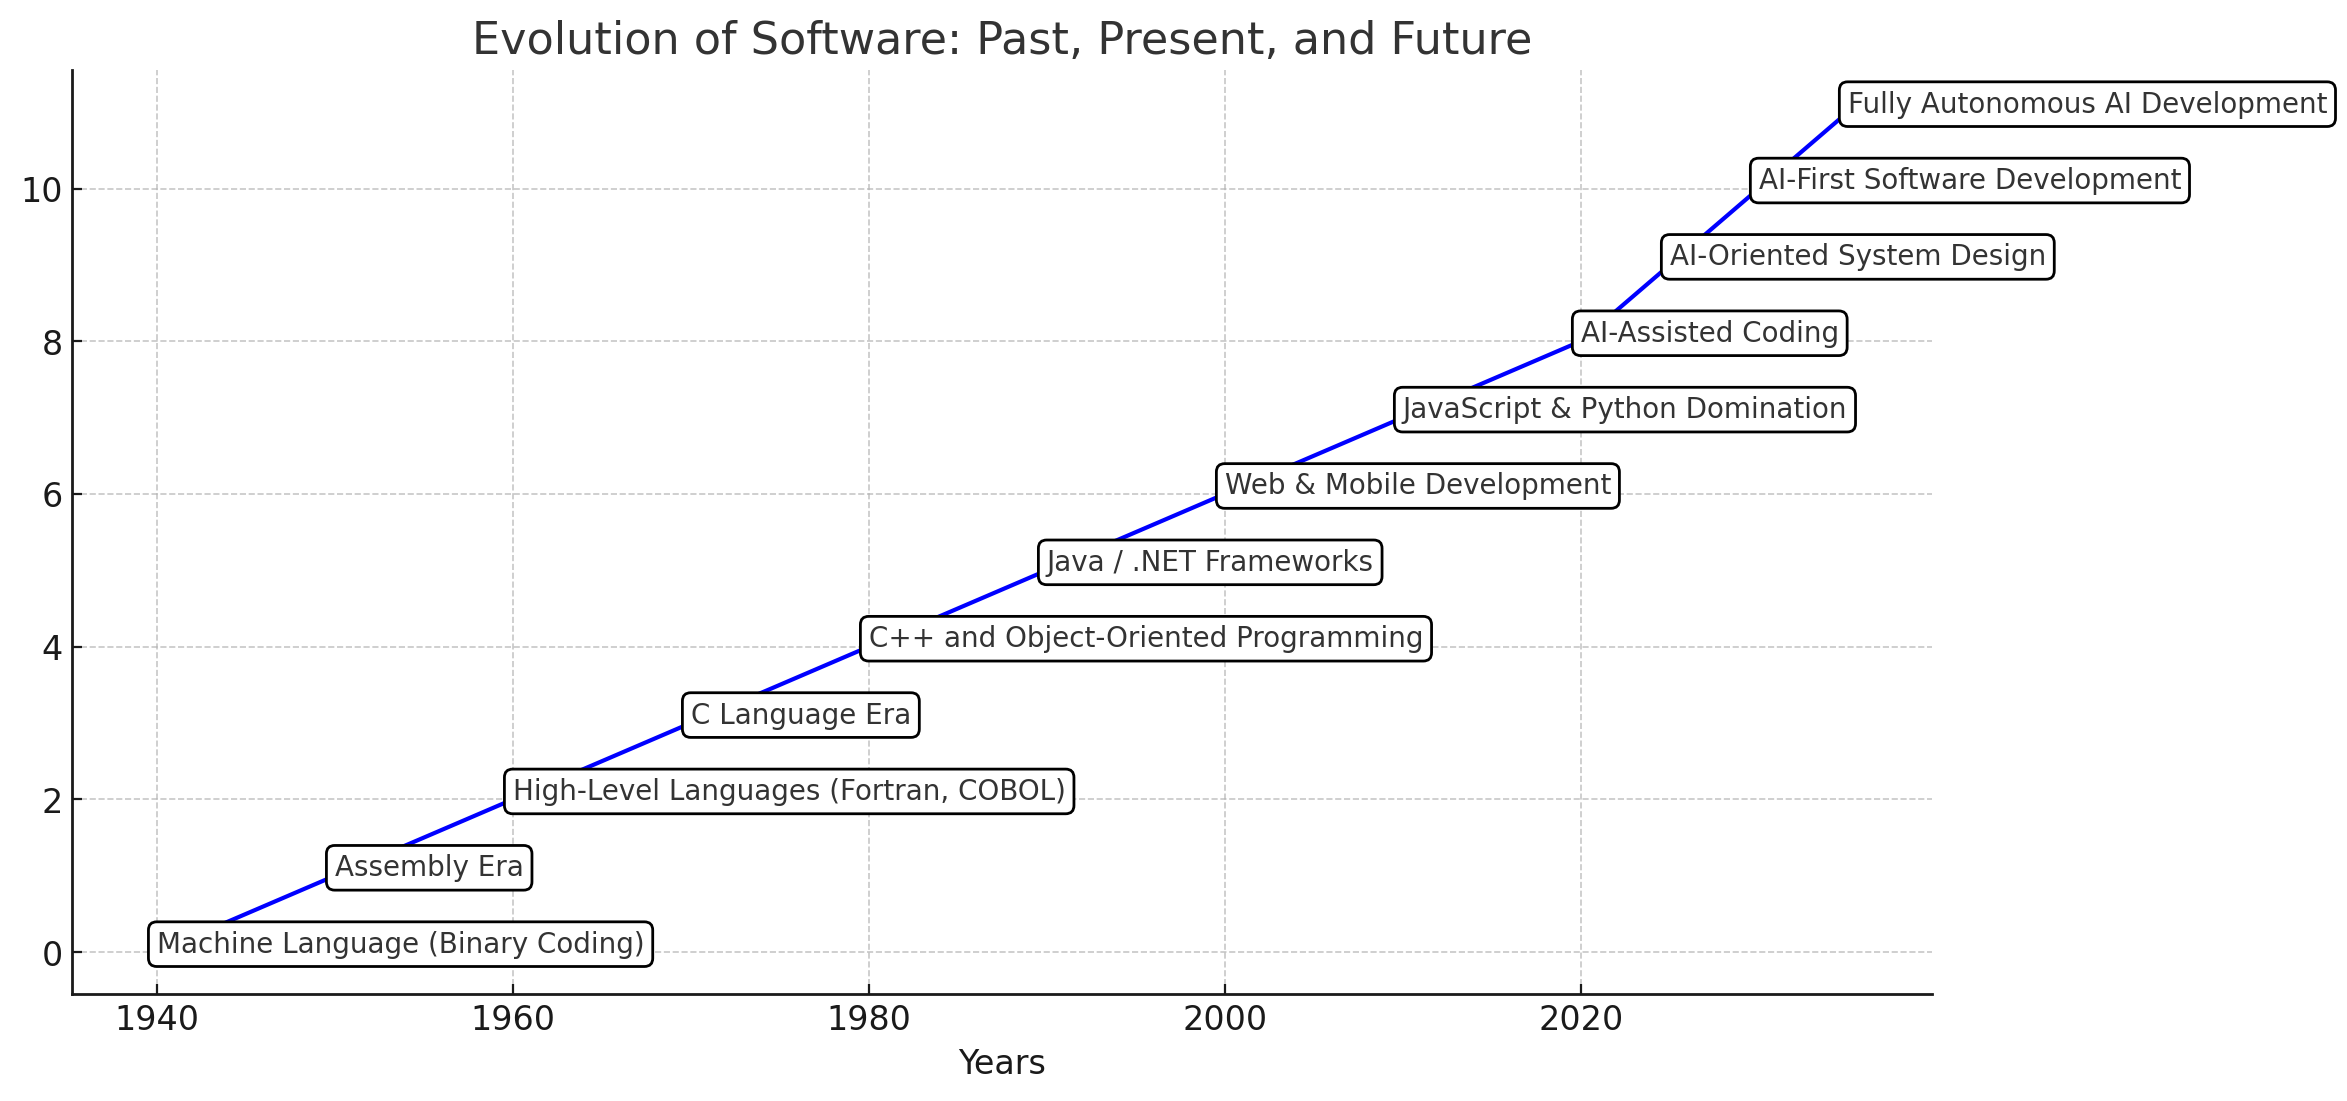 Evolution of Software: Past, Present, and Future
Fully Autonomous AI Development
10
AI-First Software Development
AI-Oriented System Design
8
AI-Assisted Coding
JavaScript & Python Domination
6
Web & Mobile Development
Java / .NET Frameworks
4
C++ and Object-Oriented Programming
C Language Era
2
High-Level Languages (Fortran, COBOL)
Assembly Era
0
Machine Language (Binary Coding)
1940 1960 1980 2000 2020
Years